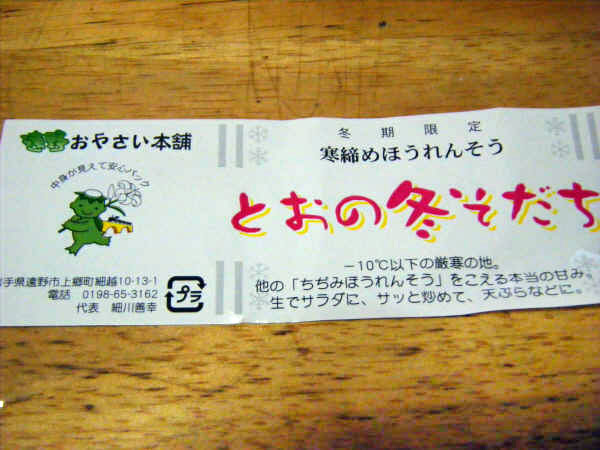 遠野おやさい本舗
中身が見えて安心パック
岩手県遠野市上郷町細越10-13-1
電話 0198-65-3162
代表 細川善幸
プラ
冬期限定
寒締めほうれんそう
とおの冬そだち
－10℃以下の厳寒の地。
他の「ちぢみほうれんそう」をこえる本当の甘み。
生でサラダに、サッと炒めて、天ぷらなどに。